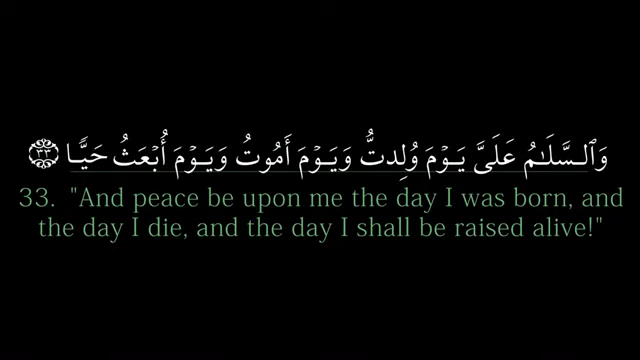 وَٱلسَّلَـٰمُ عَلَىَّ يَوْمَ وُلِدتُّ وَيَوْمَ أَمُوتُ وَيَوْمَ أُبْعَثُ حَيًّا ٣٣
33. "And peace be upon me the day I was born, and
the day I die, and the day I shall be raised alive!"